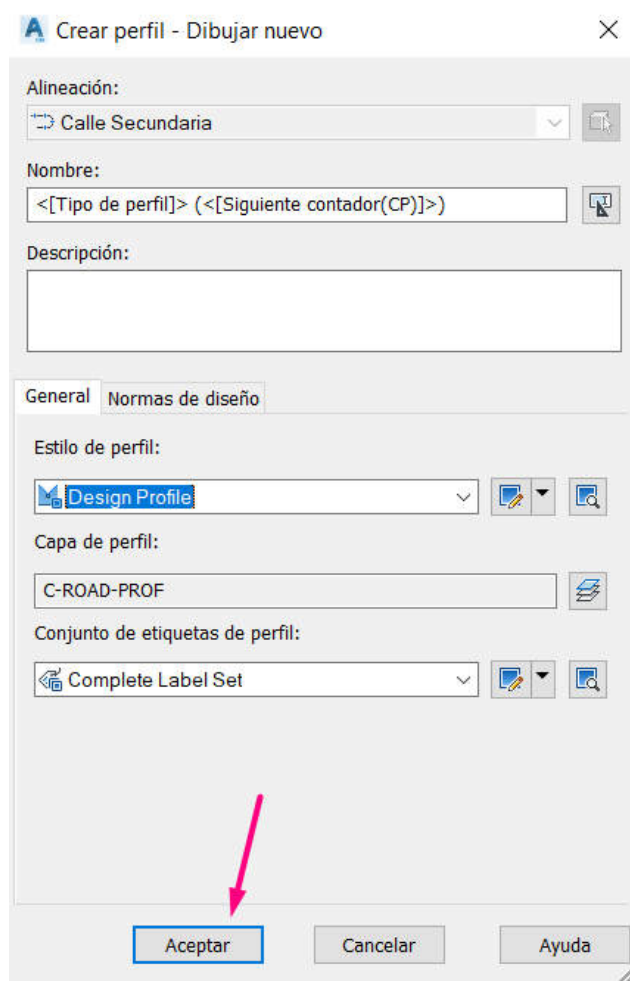 Crear perfil - Dibujar nuevo
Alineación:
Calle Secundaria
Nombre:
<[Tipo de perfil]> (<[Siguiente contador(CP)]>)
Descripción:
General Normas de diseño
Estilo de perfil:
Design Profile
Capa de perfil:
C-ROAD-PROF
Conjunto de etiquetas de perfil:
Complete Label Set
Aceptar Cancelar Ayuda